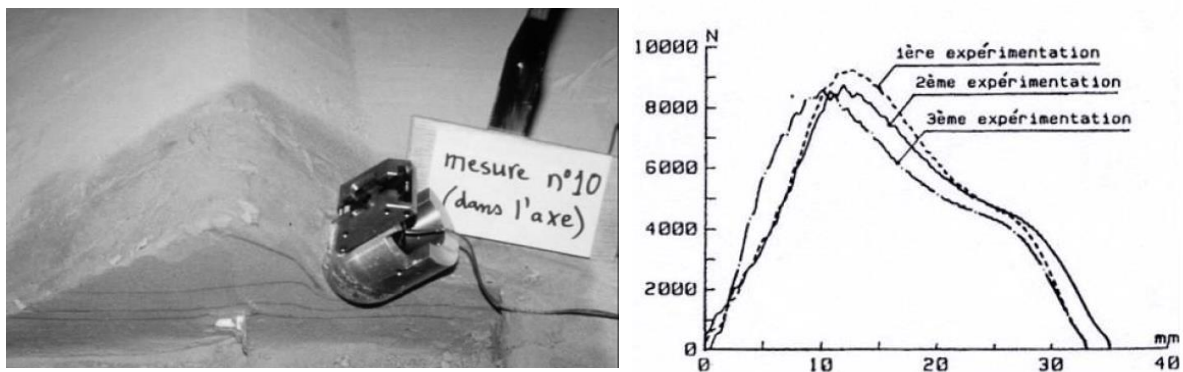 mesure n°10
(dans l'axe)
N
10000
8000
6000
4000
2000
0
0 10 20 30 40
mm
1ère expérimentation
2ème expérimentation
3ème expérimentation